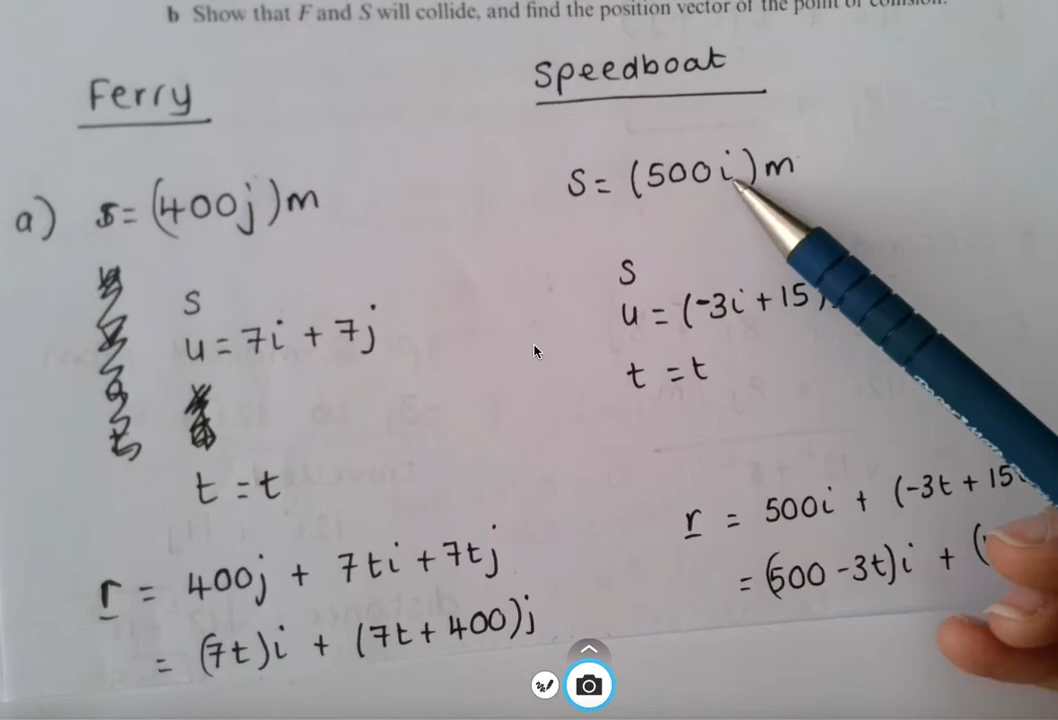 b Show that F and S will collide, and find the position vector of the point of collision.
Ferry
Speedboat
a) s = (400j)m
S = (500i)m
S
u = 7i + 7j
t = t
S
u = (-3i + 15
t = t
r = 400j + 7ti + 7tj
= (7t)i + (7t + 400)j
r = 500i + (-3t + 15
= (500 - 3t)i + (